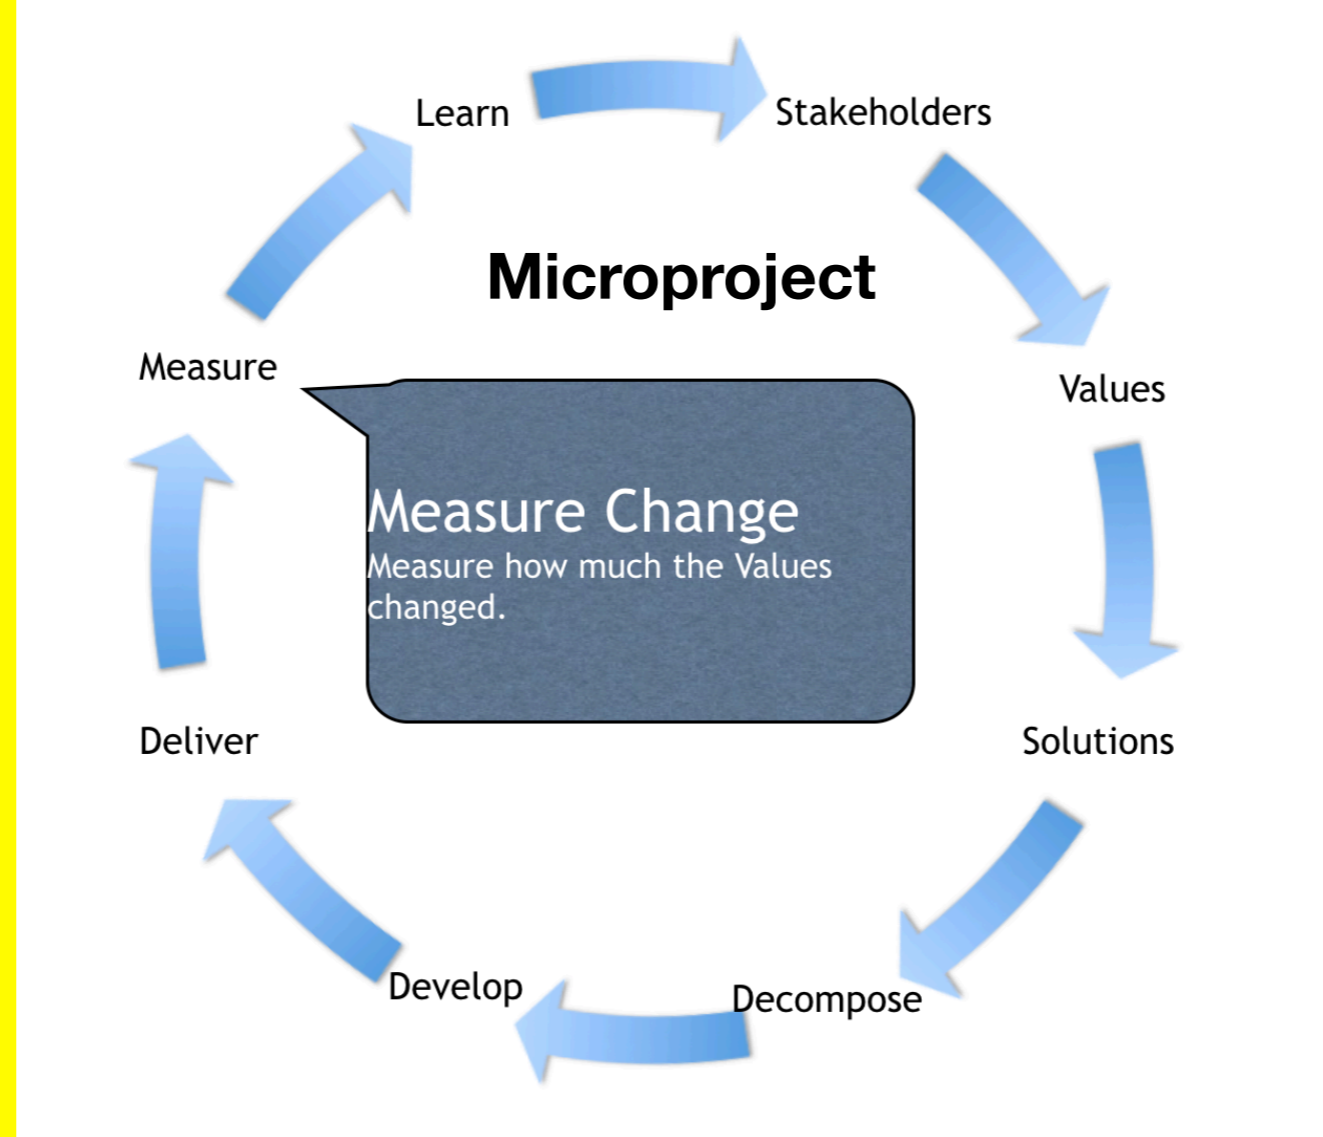 Learn
Stakeholders
Microproject
Measure
Values
Measure Change
Measure how much the Values
changed.
Deliver
Solutions
Develop
Decompose